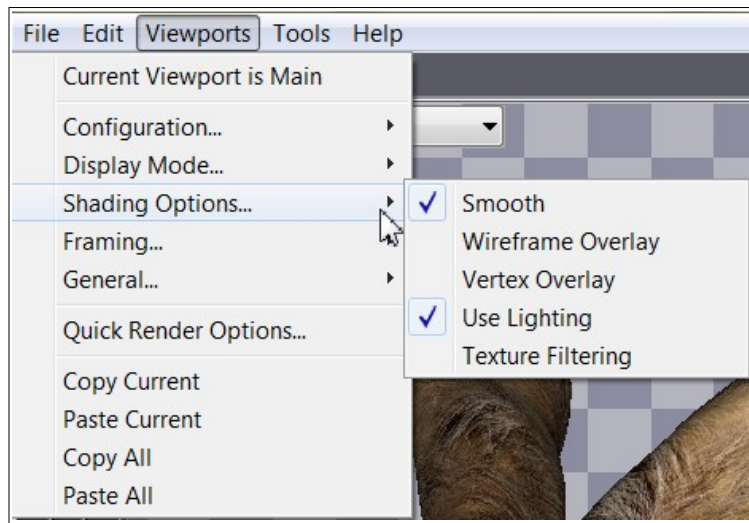 File Edit Viewports Tools Help
Current Viewport is Main
Configuration...
Display Mode...
Shading Options...
Framing...
General...
Quick Render Options...
Copy Current
Paste Current
Copy All
Paste All
Smooth
Wireframe Overlay
Vertex Overlay
Use Lighting
Texture Filtering